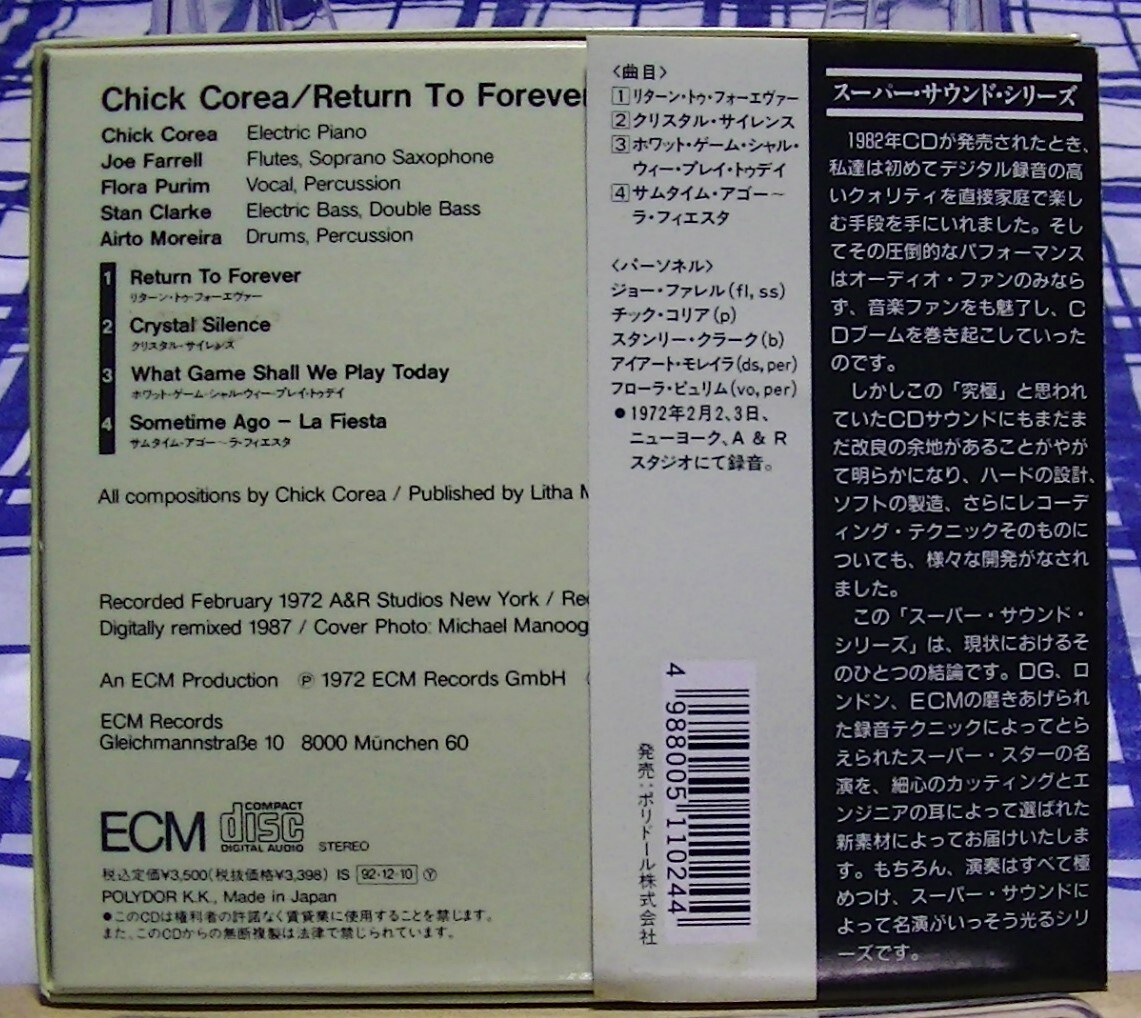 Chick Corea/Return To Forever
Chick Corea Electric Piano
Joe Farrell Flutes, Soprano Saxophone
Flora Purim Vocal, Percussion
Stan Clarke Electric Bass, Double Bass
Airto Moreira Drums, Percussion
1 Return To Forever
リターン・トゥ・フォーエヴァー
2 Crystal Silence
クリスタル・サイレンス
3 What Game Shall We Play Today
ホワット・ゲーム・シャル・ウィー・プレイ・トゥデイ
4 Sometime Ago – La Fiesta
サムタイム・アゴー〜ラ・フィエスタ
All compositions by Chick Corea / Published by Litha
Recorded February 1972 A&R Studios New York /
Digitally remixed 1987 / Cover Photo: Michael Manoog
An ECM Production ℗ 1972 ECM Records GmbH
ECM Records
Gleichmannstraße 10 8000 München 60
ECM COMPACT disc DIGITAL AUDIO STEREO
税込定価¥3,500(税抜価格¥3,398) IS 92・12・10 Ⓨ
POLYDOR K.K., Made in Japan
●このCDは権利者の許諾なく賃貸業に使用することを禁じます。
また、このCDからの無断複製は法律で禁じられています。
〈曲目〉
1 リターン・トゥ・フォーエヴァー
2 クリスタル・サイレンス
3 ホワット・ゲーム・シャル・
ウィー・プレイ・トゥデイ
4 サムタイム・アゴー〜
ラ・フィエスタ
〈パーソネル〉
ジョー・ファレル(fl, ss)
チック・コリア(p)
スタンリー・クラーク(b)
アイアート・モレイラ(ds, per)
フローラ・ピュリム(vo, per)
●1972年2月2、3日、
ニューヨーク、A & R
スタジオにて録音。
4 988005 110244
発売：ポリドール株式会社
スーパー・サウンド・シリーズ
1982年CDが発売されたとき、
私達は初めてデジタル録音の高
いクォリティを直接家庭で楽し
む手段を手にいれました。そし
てその圧倒的なパフォーマンス
はオーディオ・ファンのみなら
ず、音楽ファンをも魅了し、C
Dブームを巻き起こしていった
のです。
しかしこの「究極」と思われ
ていたCDサウンドにもまだま
だ改良の余地があることがやが
て明らかになり、ハードの設計、
ソフトの製造、さらにレコーデ
ィング・テクニックそのものに
ついても、様々な開発がなされ
ました。
この「スーパー・サウンド・
シリーズ」は、現状におけるそ
のひとつの結論です。DG、ロ
ンドン、ECMの磨きあげられ
た録音テクニックによってとら
えられたスーパー・スターの名
演を、細心のカッティングとエ
ンジニアの耳によって選ばれた
新素材によってお届けいたしま
す。もちろん、演奏はすべて極
めつけ、スーパー・サウンドに
よって名演がいっそう光るシリ
ーズです。